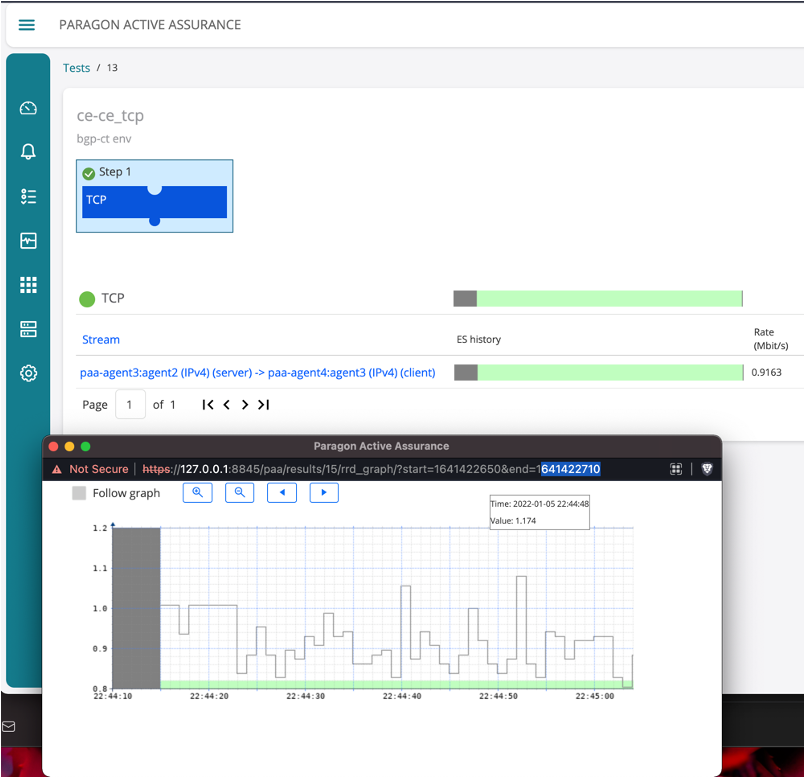 PARAGON ACTIVE ASSURANCE
Tests / 13
ce-ce_tcp
bgp-ct env
Step 1
TCP
TCP
Stream ES history Rate
(Mbit/s)
paa-agent3:agent2 (IPv4) (server) -> paa-agent4:agent3 (IPv4) (client) 0.9163
Page 1 of 1
Paragon Active Assurance
Not Secure https://127.0.0.1:8845/paa/results/15/rrd_graph/?start=1641422650&end=1641422710
Follow graph
Time: 2022-01-05 22:44:48
Value: 1.174
1.2
1.1
1.0
0.9
0.8
22:44:10 22:44:20 22:44:30 22:44:40 22:44:50 22:45:00